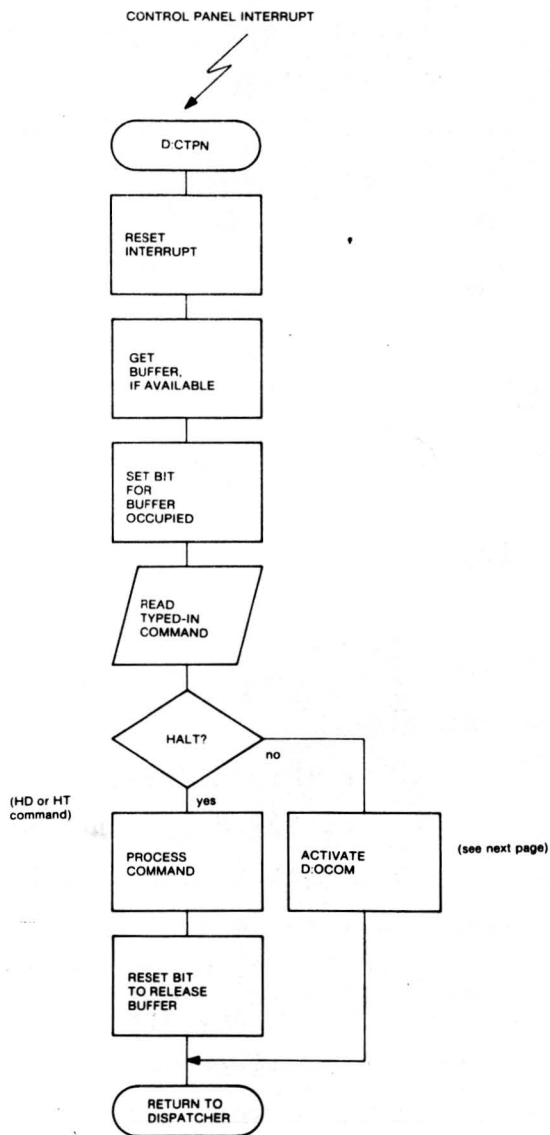 CONTROL PANEL INTERRUPT
D:CTPN
RESET
INTERRUPT
GET
BUFFER,
IF AVAILABLE
SET BIT
FOR
BUFFER
OCCUPIED
READ
TYPED-IN
COMMAND
HALT?
no
yes
(HD or HT
command)
PROCESS
COMMAND
ACTIVATE
D:OCOM
(see next page)
RESET BIT
TO RELEASE
BUFFER
RETURN TO
DISPATCHER